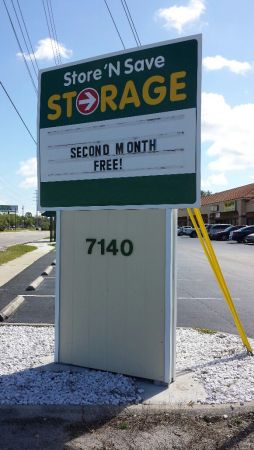 Store 'N Save
STORAGE
SECOND MONTH
FREE!
7140